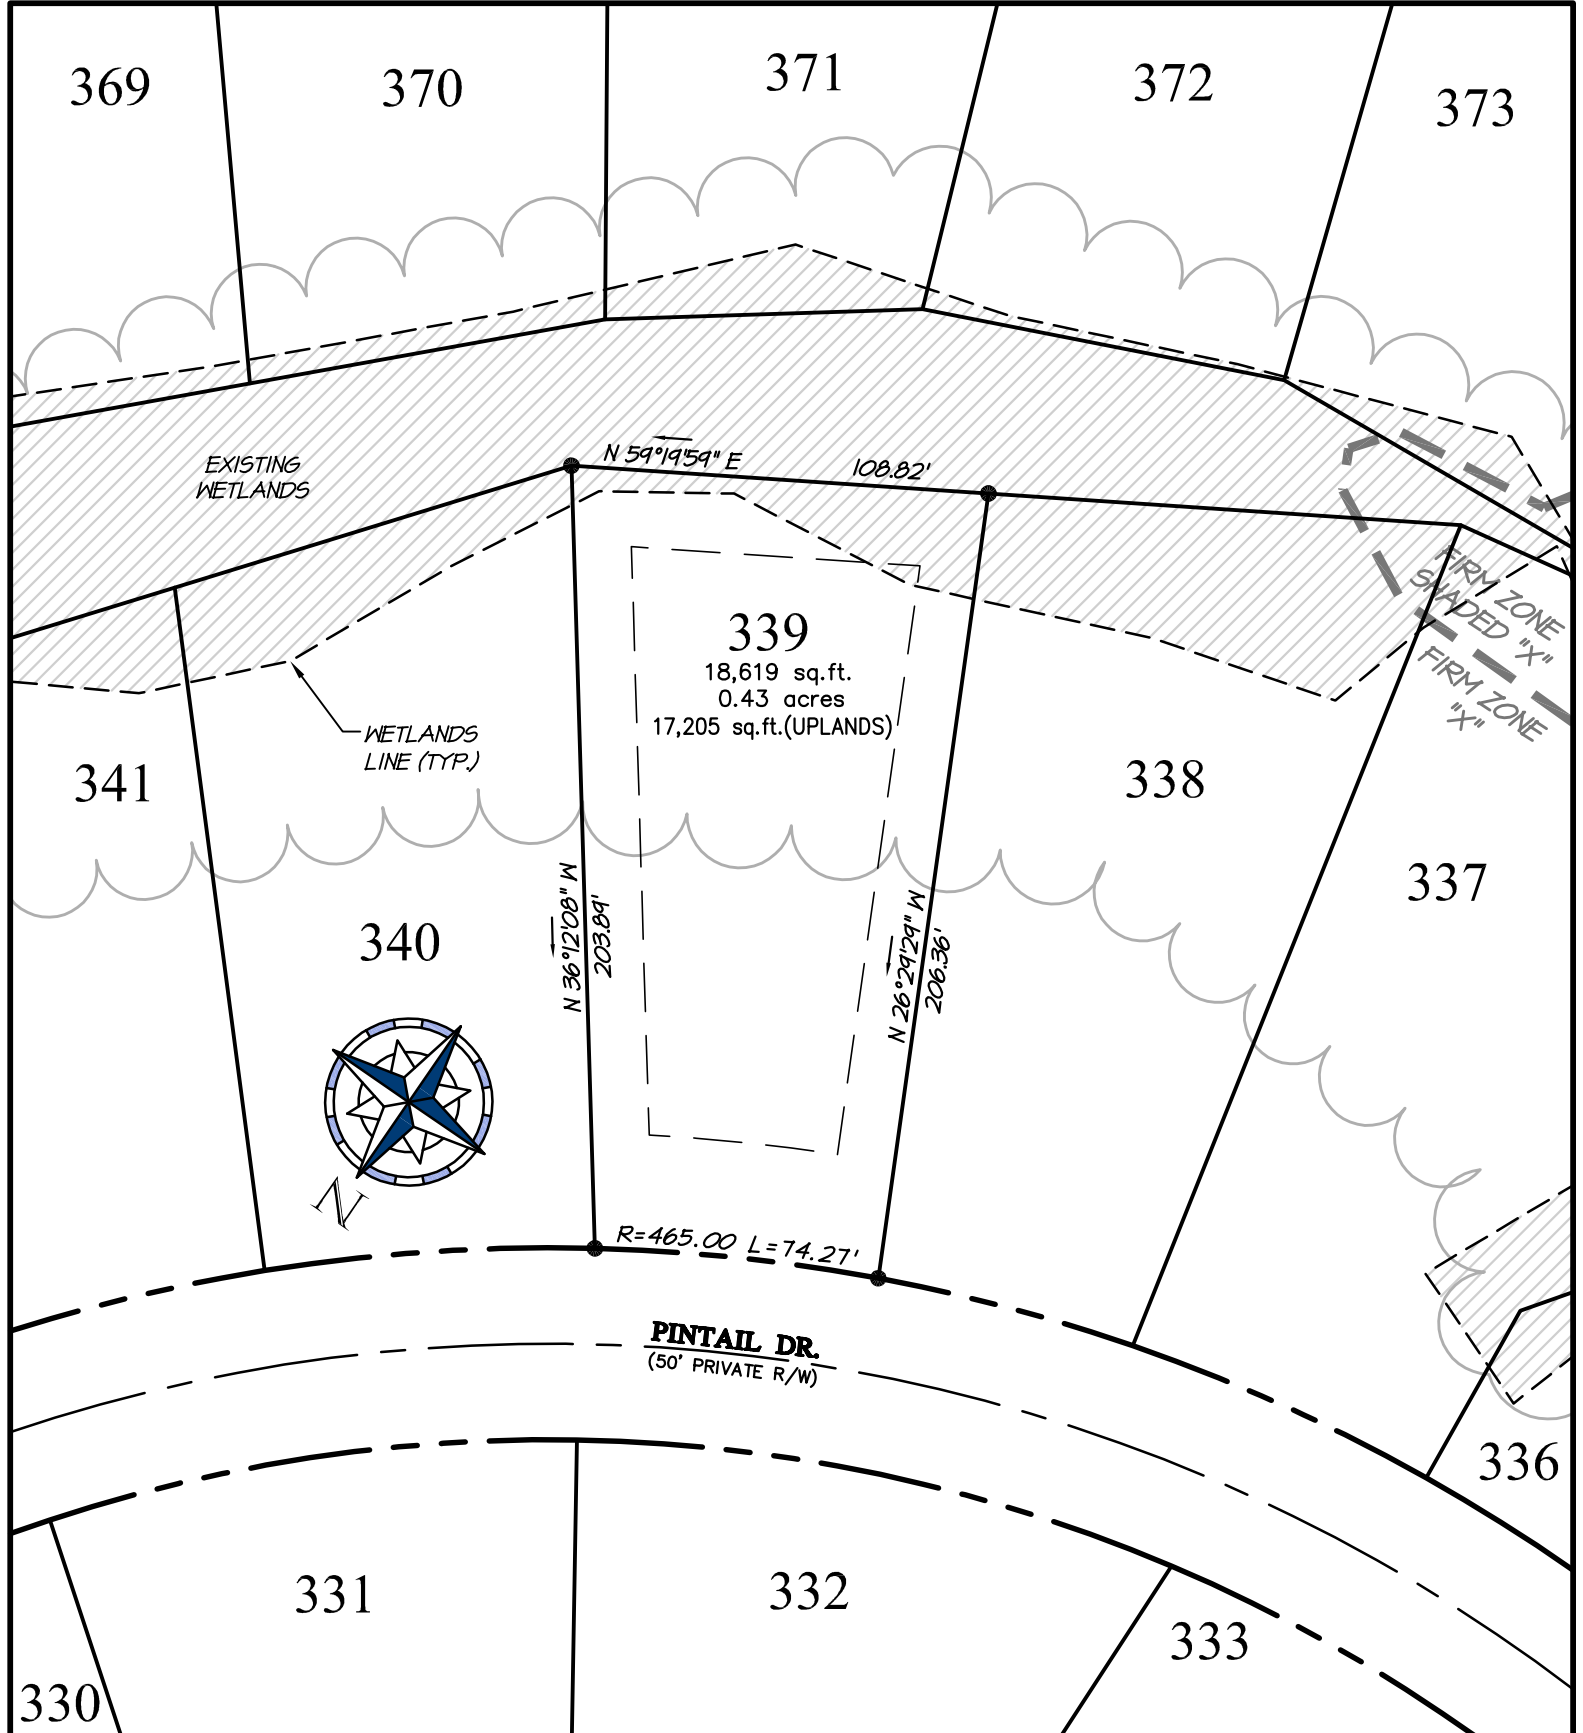 369
370
371
372
373
EXISTING
WETLANDS
N 59°19'59" E
108.82'
FIRM ZONE
SHADED "X"
FIRM ZONE
"X"
339
18,619 sq.ft.
0.43 acres
17,205 sq.ft.(UPLANDS)
WETLANDS
LINE (TYP.)
341
338
337
340
N 36°12'08" W
203.89'
N 26°29'29" W
206.36'
N
R=465.00 L=74.27'
PINTAIL DR.
(50' PRIVATE R/W)
336
331
332
333
330